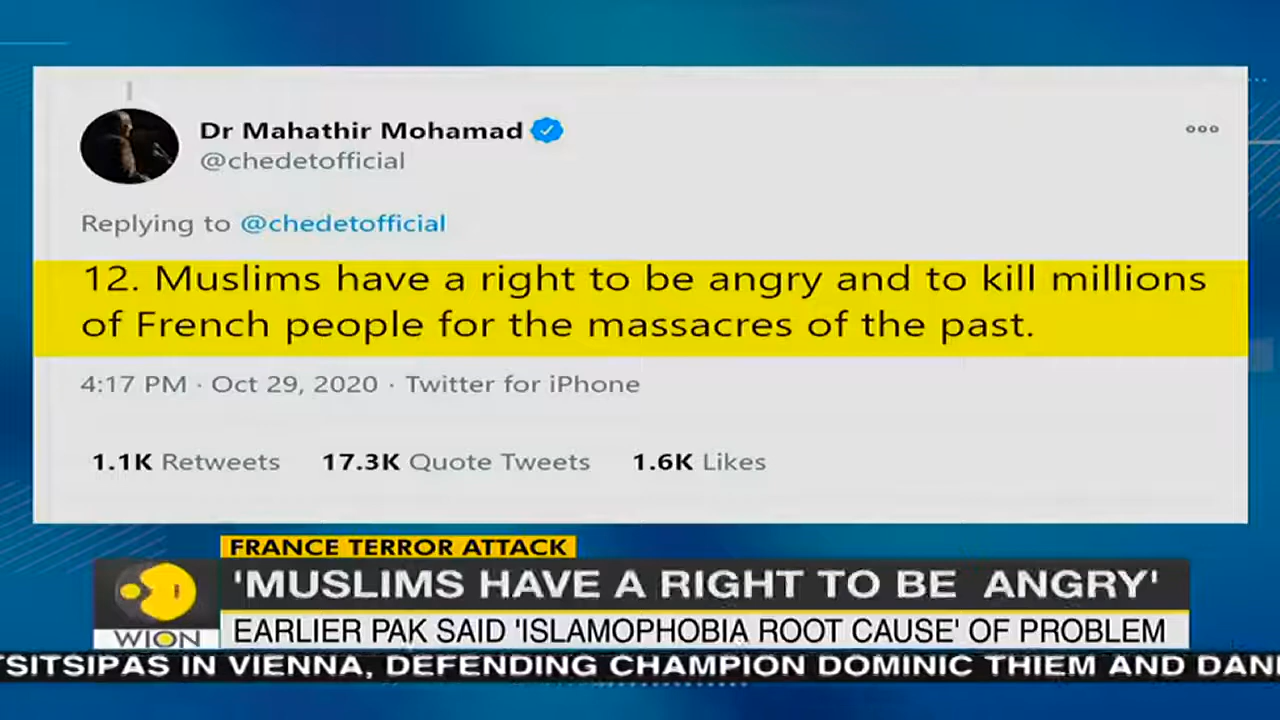 Dr Mahathir Mohamad
@chedetofficial
Replying to @chedetofficial
12. Muslims have a right to be angry and to kill millions
of French people for the massacres of the past.
4:17 PM · Oct 29, 2020 · Twitter for iPhone
1.1K Retweets 17.3K Quote Tweets 1.6K Likes
FRANCE TERROR ATTACK
'MUSLIMS HAVE A RIGHT TO BE ANGRY'
WION
EARLIER PAK SAID 'ISLAMOPHOBIA ROOT CAUSE' OF PROBLEM
TSITSIPAS IN VIENNA, DEFENDING CHAMPION DOMINIC THIEM AND DANI